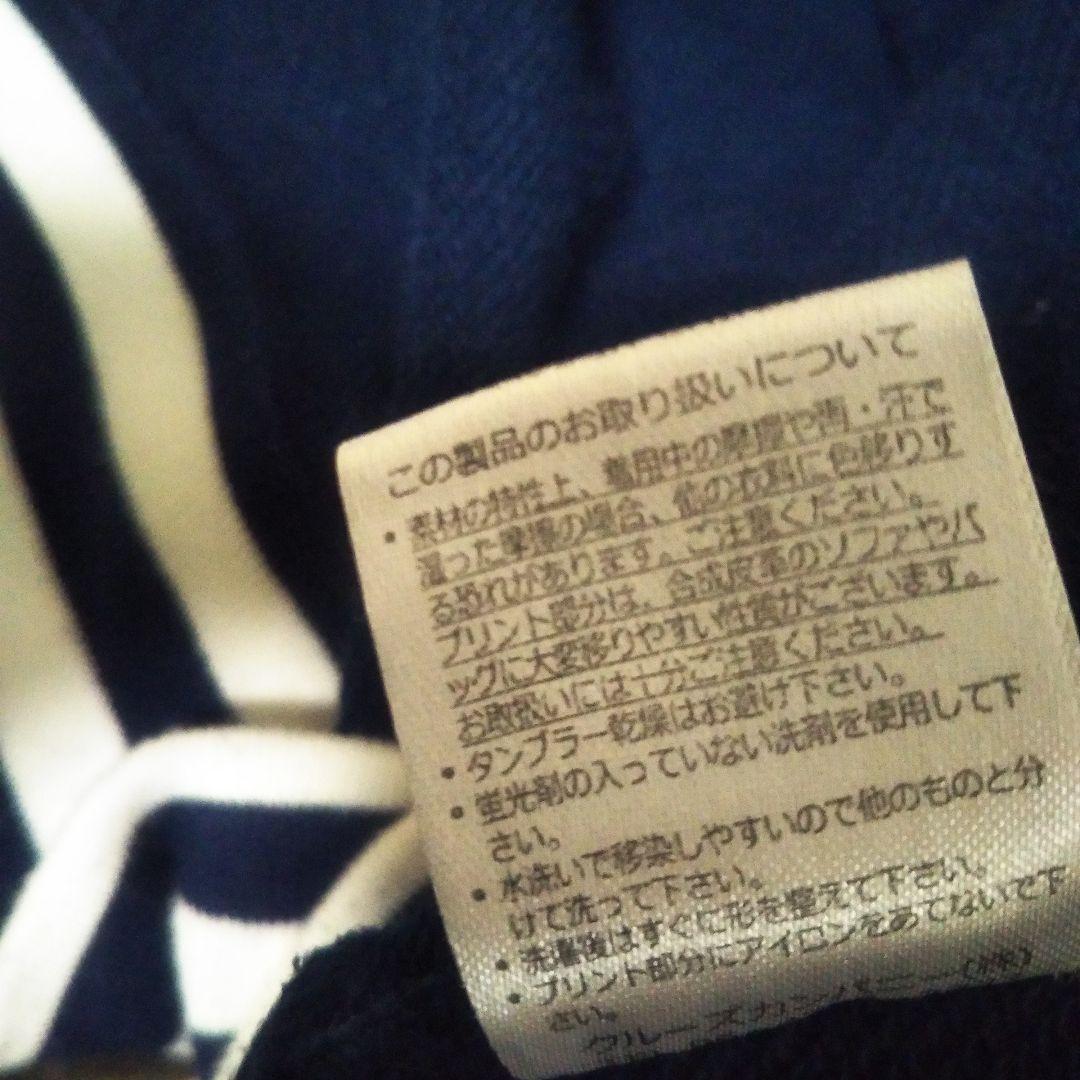 この製品のお取り扱いについて
・素材の特性上、着用中の摩擦や雨・汗で
湿った摩擦の場合、他の衣料に色移りす
る恐れがあります。ご注意ください。
プリント部分は、合成皮革のソファやバ
ッグに大変移りやすい性質がございます。
お取扱いには十分ご注意ください。
・タンブラー乾燥はお避け下さい。
・蛍光剤の入っていない洗剤を使用して下
さい。
・水洗いで移染しやすいので他のものと分
けて洗って下さい。
・洗濯後はすぐに形を整えて下さい。
・プリント部分にアイロンをあてないで下
さい。
クルーズカンパニー(株)